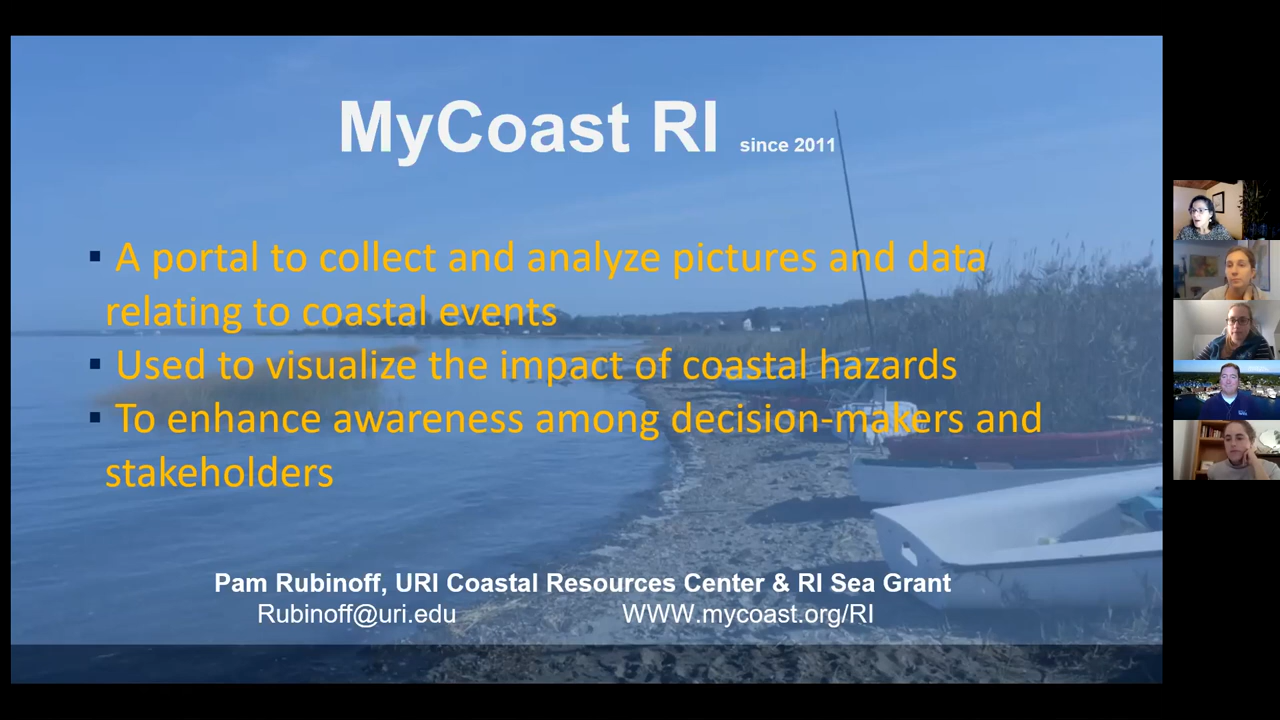 MyCoast RI since 2011
▪ A portal to collect and analyze pictures and data
relating to coastal events
▪ Used to visualize the impact of coastal hazards
▪ To enhance awareness among decision-makers and
stakeholders
Pam Rubinoff, URI Coastal Resources Center & RI Sea Grant
Rubinoff@uri.edu WWW.mycoast.org/RI